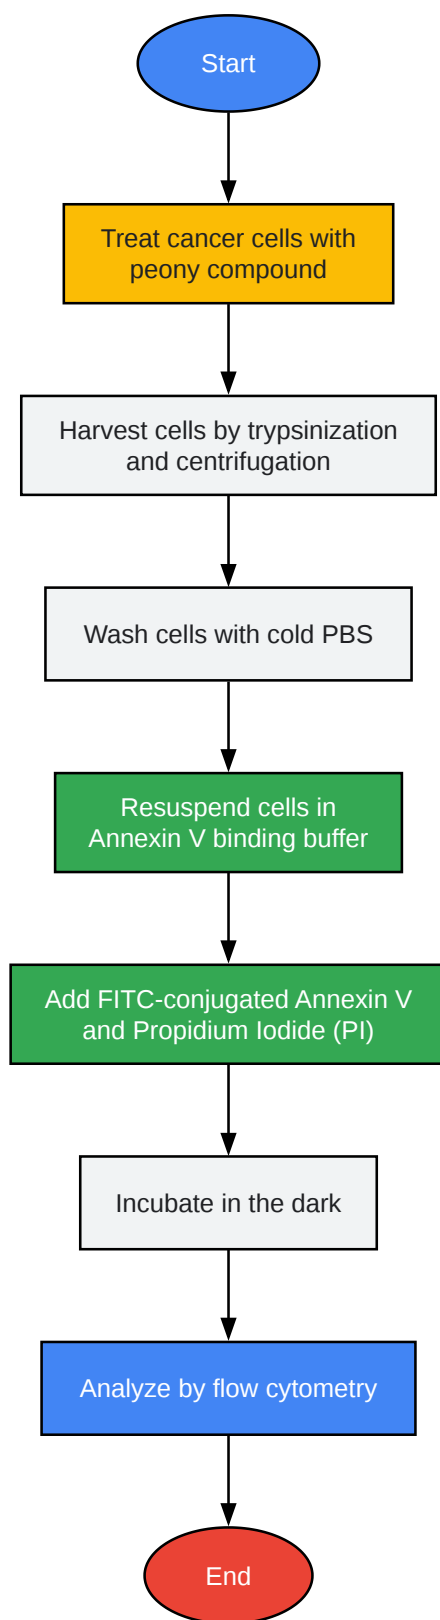 Start
Treat cancer cells with
peony compound
Harvest cells by trypsinization
and centrifugation
Wash cells with cold PBS
Resuspend cells in
Annexin V binding buffer
Add FITC-conjugated Annexin V
and Propidium Iodide (PI)
Incubate in the dark
Analyze by flow cytometry
End